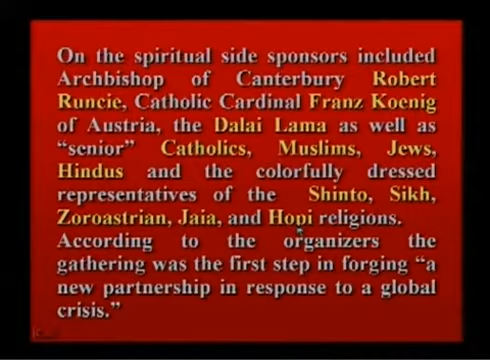 On the spiritual side sponsors included
Archbishop of Canterbury Robert
Runcie, Catholic Cardinal Franz Koenig
of Austria, the Dalai Lama as well as
“senior” Catholics, Muslims, Jews,
Hindus and the colorfully dressed
representatives of the Shinto, Sikh,
Zoroastrian, Jaia, and Hopi religions.
According to the organizers the
gathering was the first step in forging “a
new partnership in response to a global
crisis.”